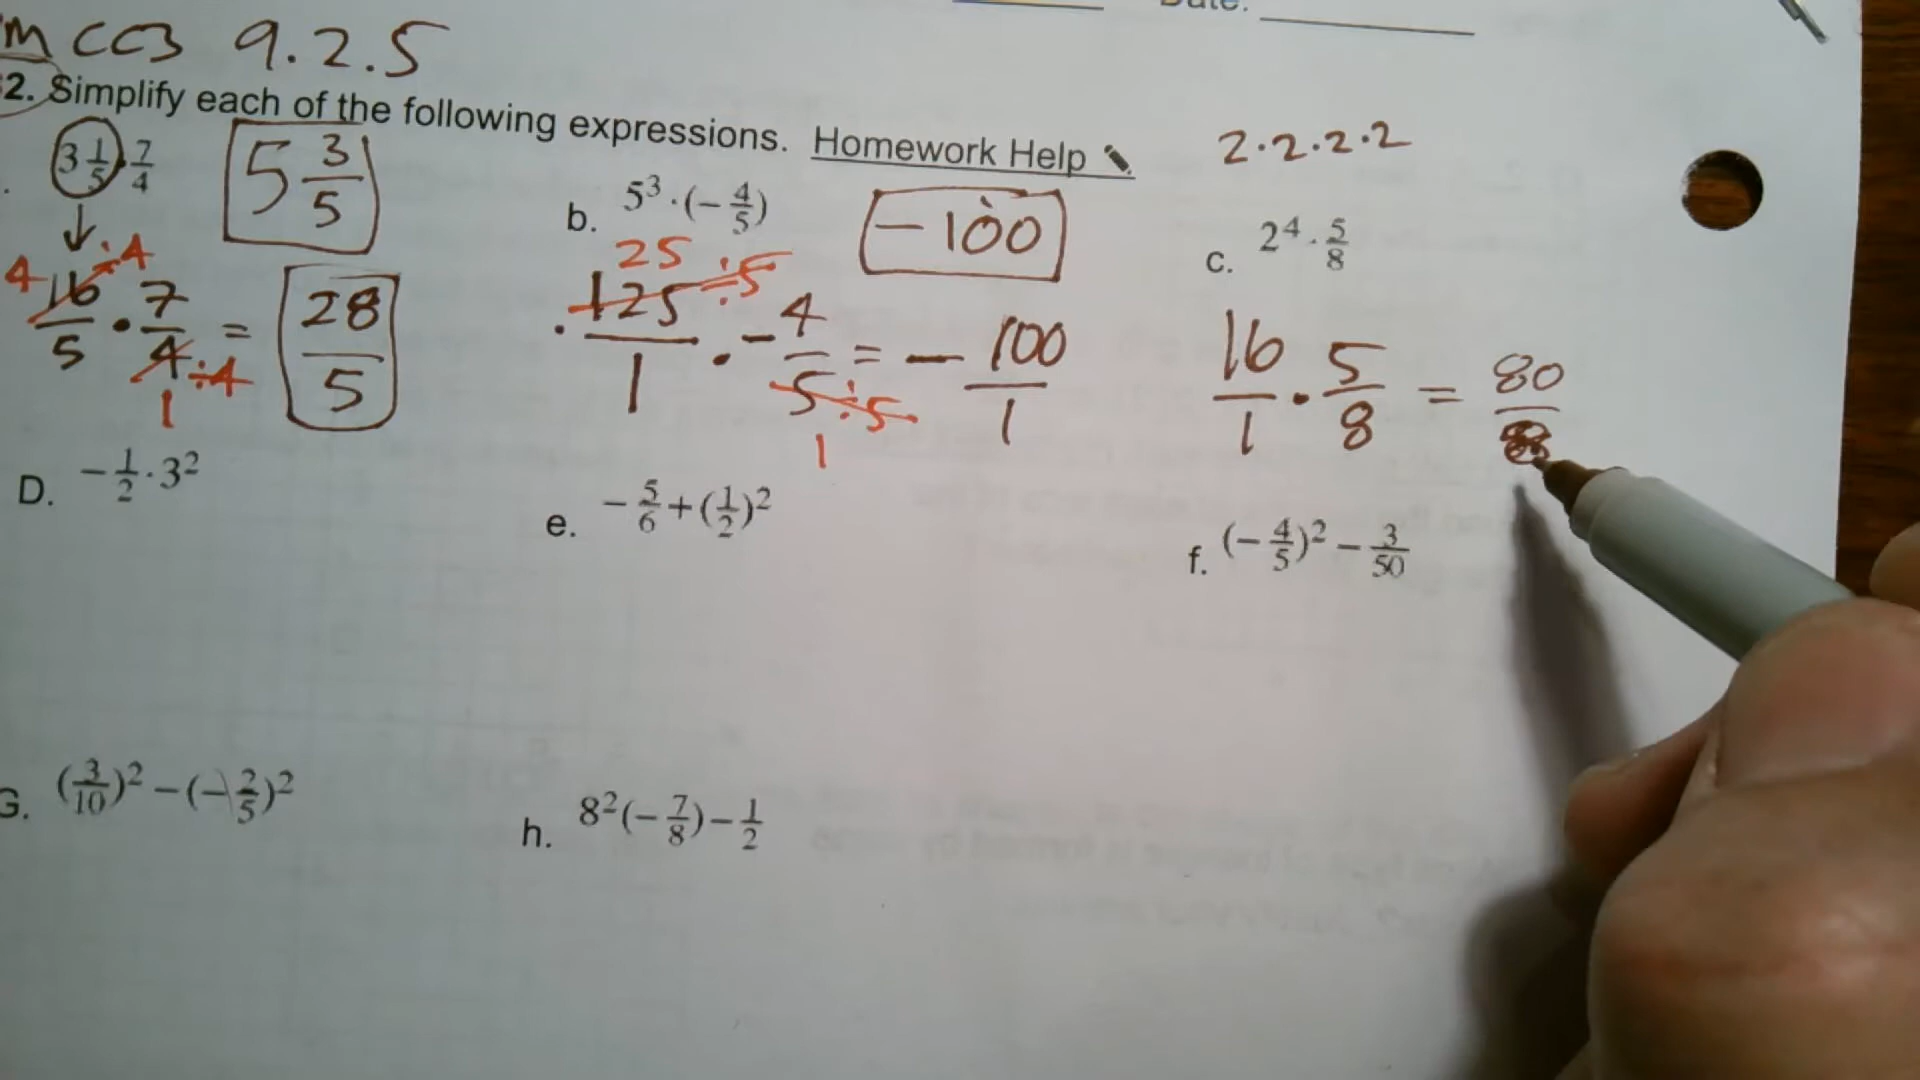 Date:
m CC3 9.2.5
2. Simplify each of the following expressions. Homework Help ✎
3 1/5 · 7/4
5 3/5
4 16 ÷4 / 5 · 7 / 4 ÷4 1 = 28/5
b. 5³ · (− 4/5)
−100
25 125 ÷5 / 1 · − 4 / 5 ÷5 1 = − 100/1
2·2·2·2
c. 2⁴ · 5/8
16/1 · 5/8 = 80/
D. − 1/2 · 3²
e. − 5/6 + (1/2)²
f. (− 4/5)² − 3/50
G. (3/10)² − (− 2/5)²
h. 8²(− 7/8) − 1/2